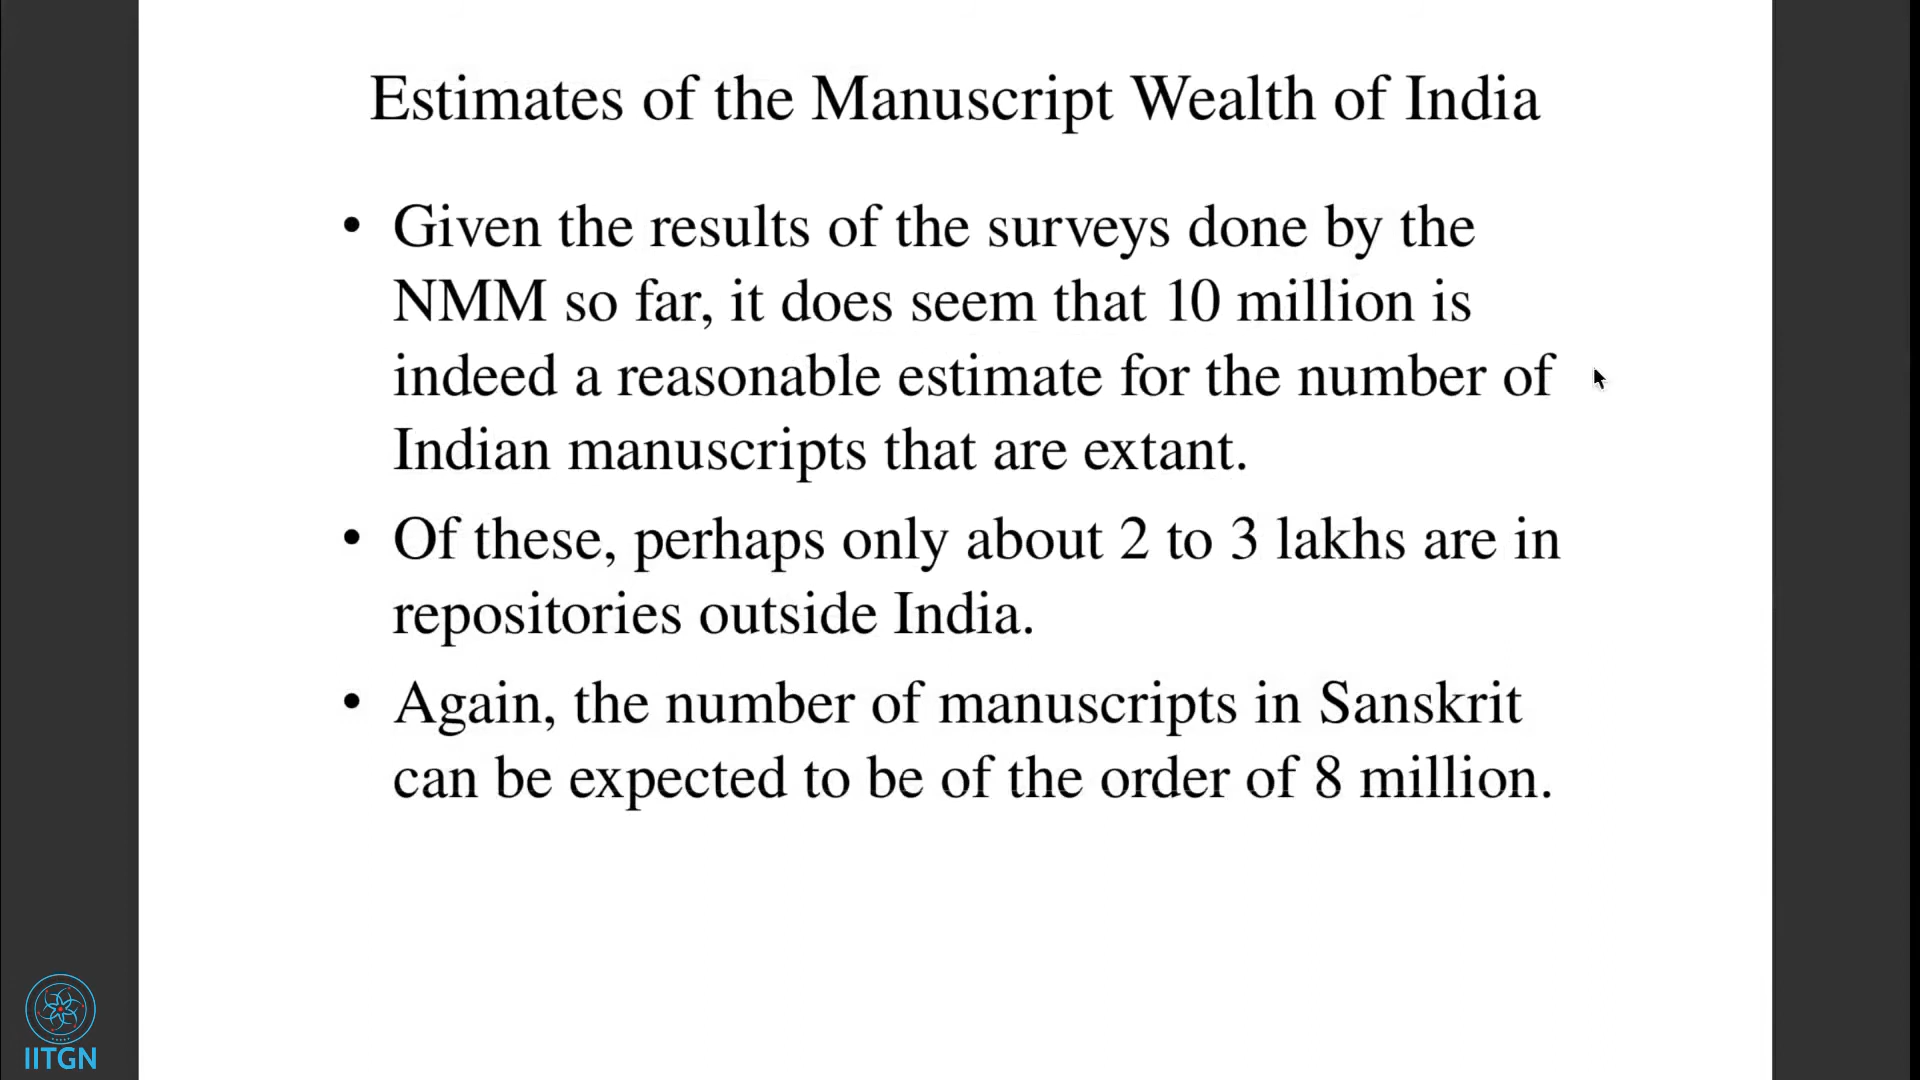 Estimates of the Manuscript Wealth of India
• Given the results of the surveys done by the
NMM so far, it does seem that 10 million is
indeed a reasonable estimate for the number of
Indian manuscripts that are extant.
• Of these, perhaps only about 2 to 3 lakhs are in
repositories outside India.
• Again, the number of manuscripts in Sanskrit
can be expected to be of the order of 8 million.
IITGN